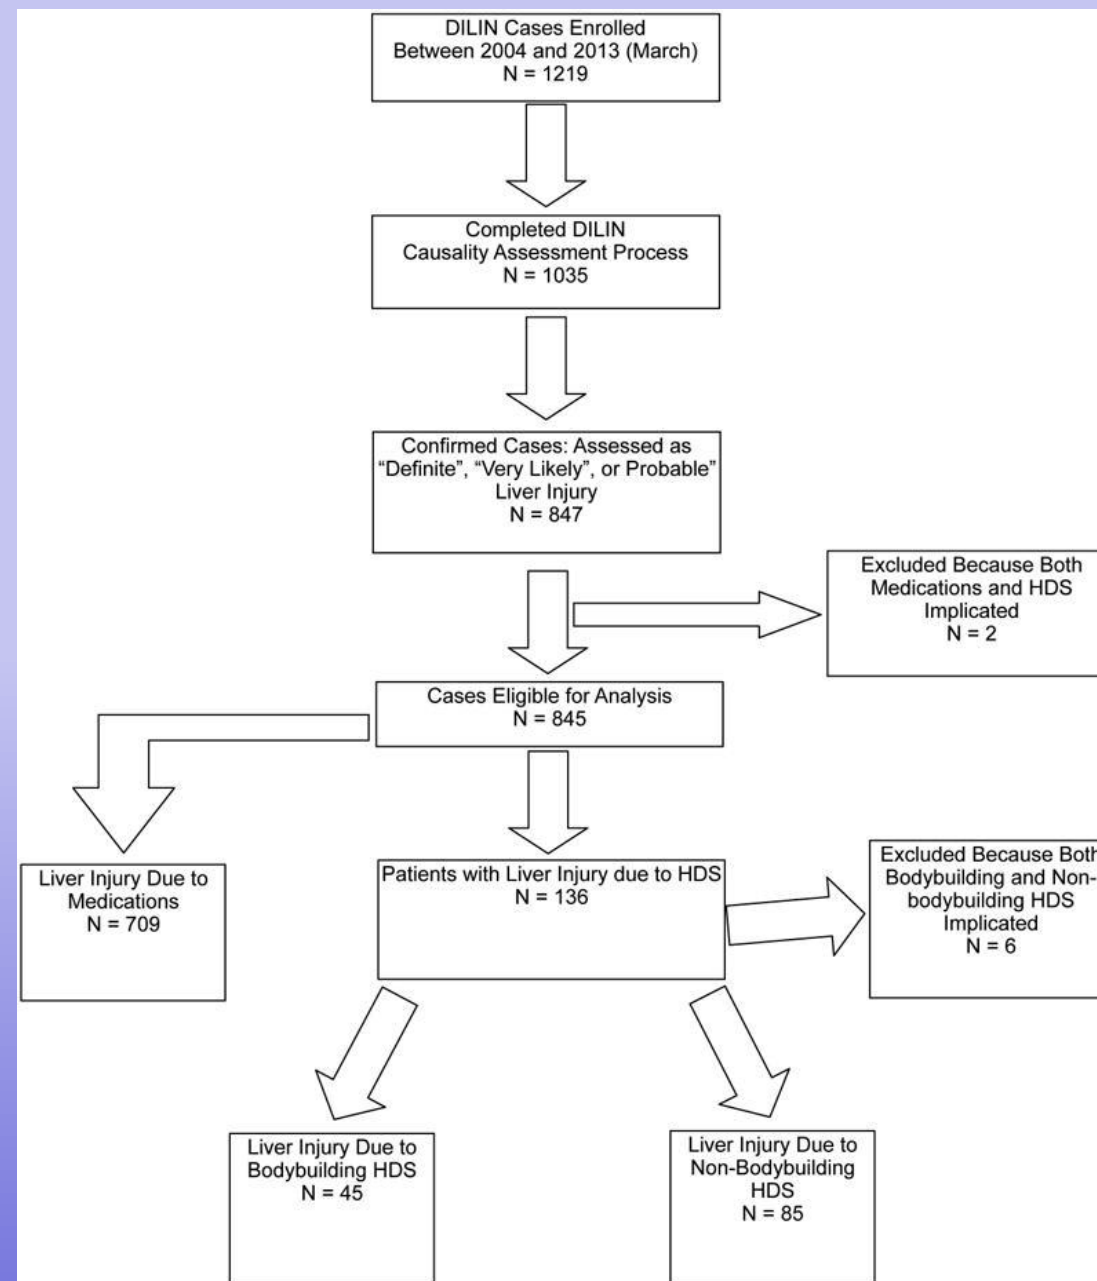 DILIN Cases Enrolled
Between 2004 and 2013 (March)
N = 1219
Completed DILIN
Causality Assessment Process
N = 1035
Confirmed Cases: Assessed as
“Definite”, “Very Likely”, or Probable”
Liver Injury
N = 847
Excluded Because Both
Medications and HDS
Implicated
N = 2
Cases Eligible for Analysis
N = 845
Liver Injury Due to
Medications
N = 709
Patients with Liver Injury due to HDS
N = 136
Excluded Because Both
Bodybuilding and Non-
bodybuilding HDS
Implicated
N = 6
Liver Injury Due to
Bodybuilding HDS
N = 45
Liver Injury Due to
Non-Bodybuilding
HDS
N = 85